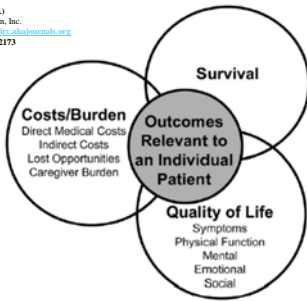 n, Inc.
irc.ahajournals.org
2173
Survival
Costs/Burden
Direct Medical Costs
Indirect Costs
Lost Opportunities
Caregiver Burden
Outcomes
Relevant to
an Individual
Patient
Quality of Life
Symptoms
Physical Function
Mental
Emotional
Social